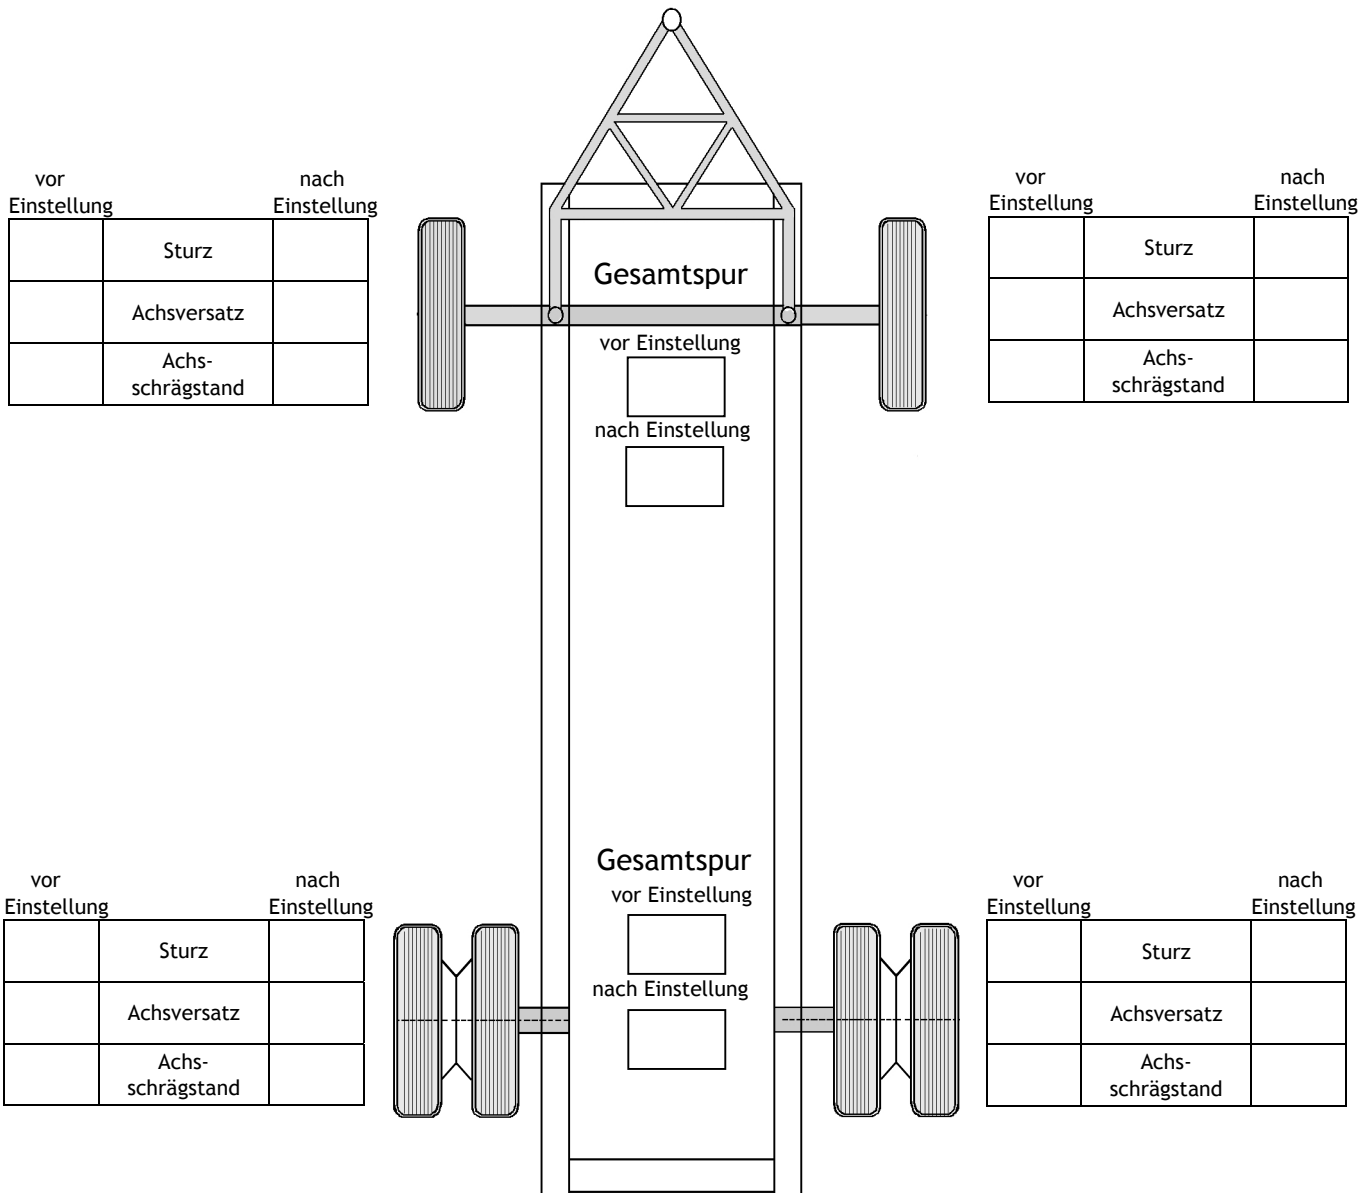 vor
Einstellung
nach
Einstellung
Sturz
Achsversatz
Achs-
schrägstand
Gesamtspur
vor Einstellung
nach Einstellung
vor
Einstellung
nach
Einstellung
Sturz
Achsversatz
Achs-
schrägstand
vor
Einstellung
nach
Einstellung
Sturz
Achsversatz
Achs-
schrägstand
Gesamtspur
vor Einstellung
nach Einstellung
vor
Einstellung
nach
Einstellung
Sturz
Achsversatz
Achs-
schrägstand